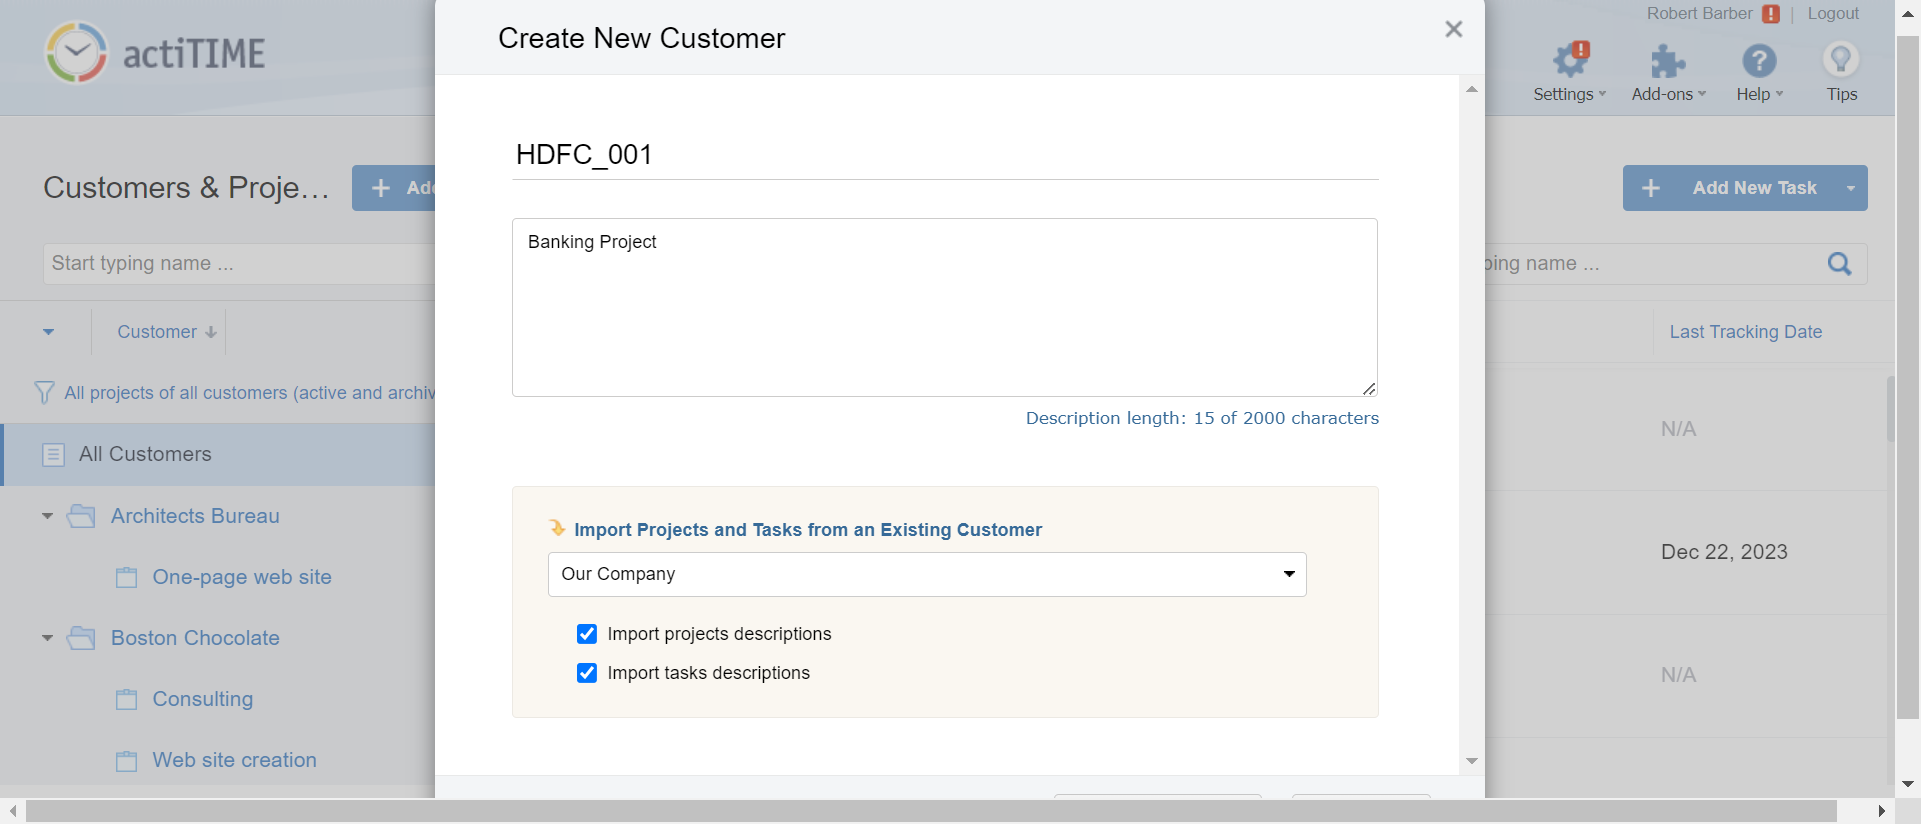 actiTIME
Robert Barber ! | Logout
Settings
Add-ons
Help
Tips
Customers & Proje...
+ Add
+ Add New Task
Start typing name ...
name ...
Customer
Last Tracking Date
All projects of all customers (active and
All Customers
Architects Bureau
One-page web site
Boston Chocolate
Consulting
Web site creation
N/A
Dec 22, 2023
N/A
Create New Customer
HDFC_001
Banking Project
Description length: 15 of 2000 characters
Import Projects and Tasks from an Existing Customer
Our Company
Import projects descriptions
Import tasks descriptions